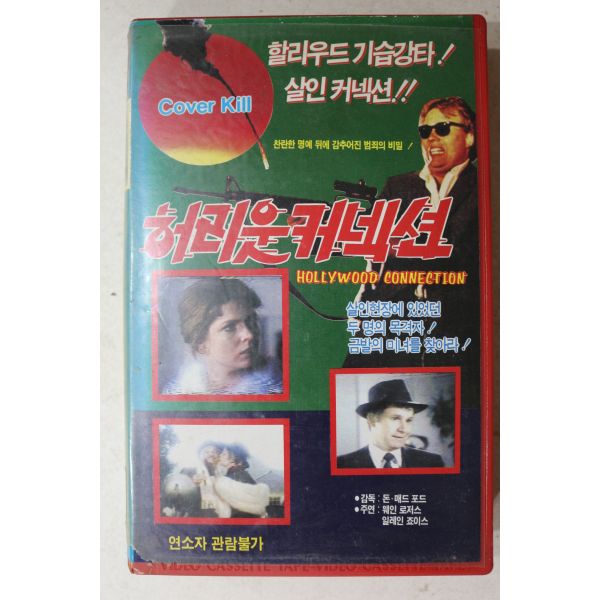 할리우드 기습강타!
살인 커넥션!!
Cover Kill
찬란한 명예 뒤에 감추어진 범죄의 비밀!
허리웃커넥션
HOLLYWOOD CONNECTION
살인현장에 있었던
두 명의 목격자!
금발의 미녀를 찾아라!
●감독 : 돈·매드 포드
●주연 : 웨인 로저스
일레인 죠이스
연소자 관람불가
VIDEO CASSETTE TAPE-VIDEO CASSETTE